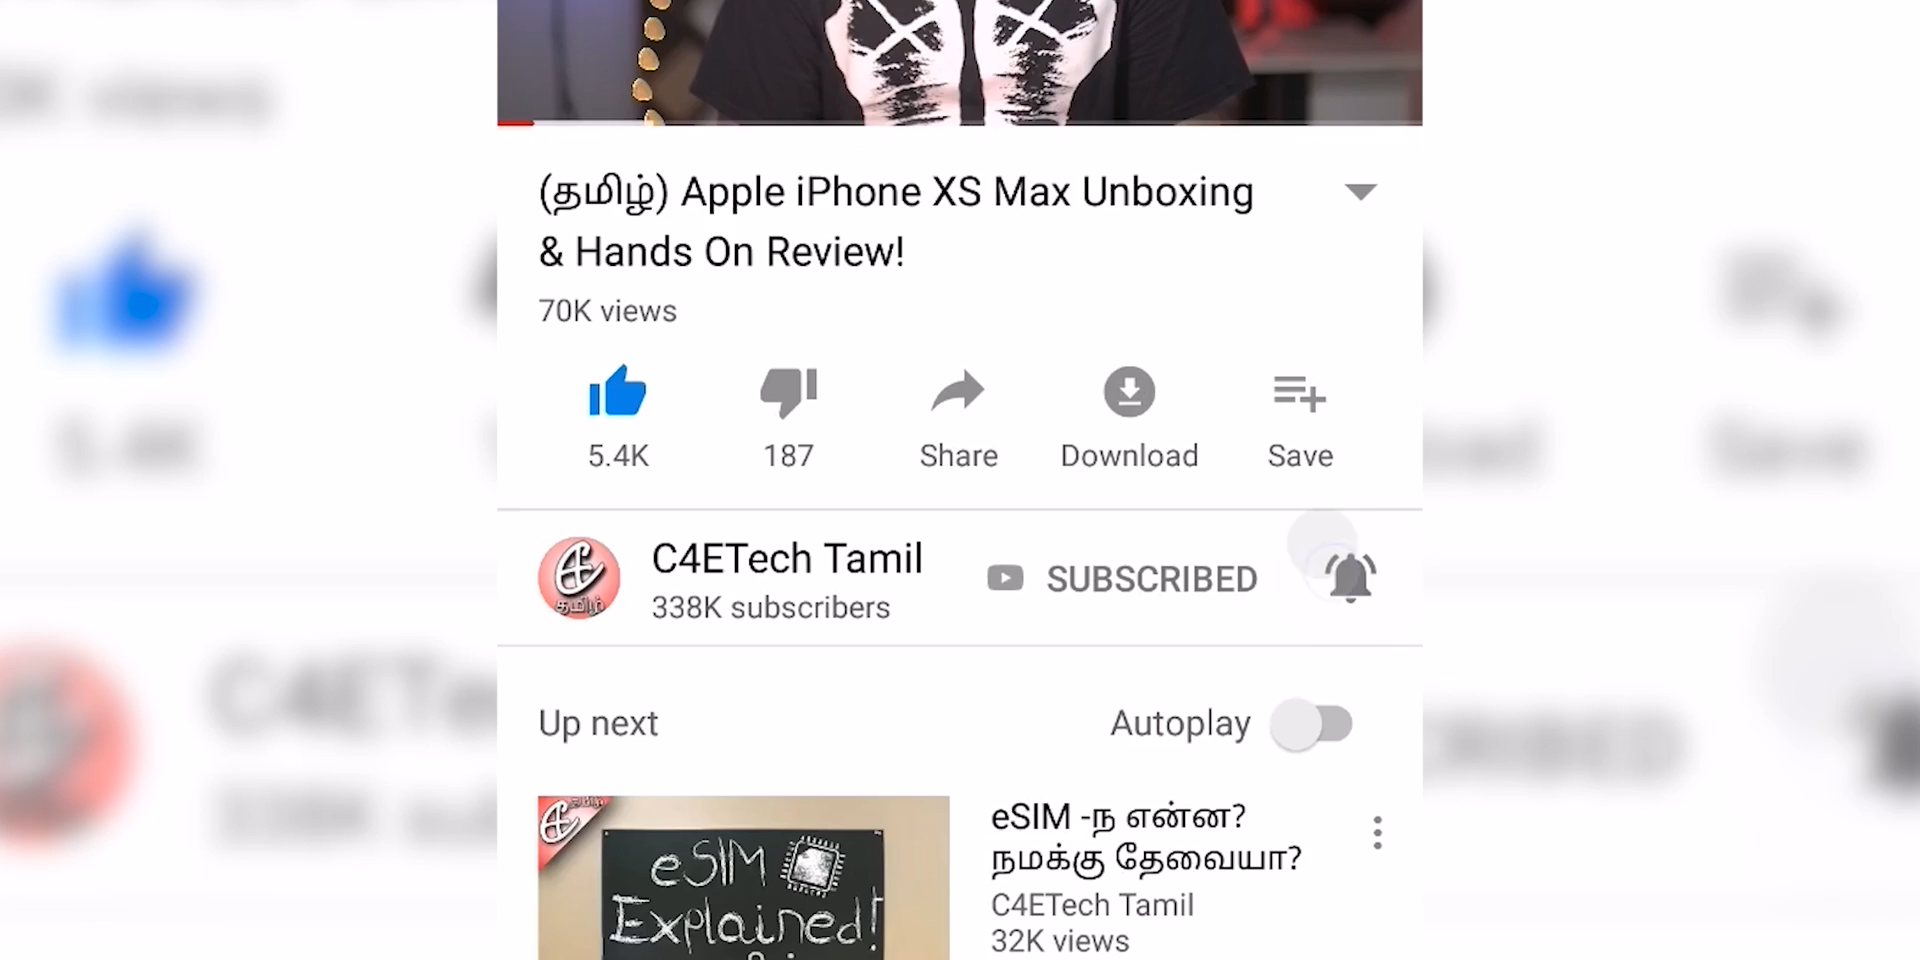 (தமிழ்) Apple iPhone XS Max Unboxing
& Hands On Review!
70K views
5.4K
187
Share
Download
Save
C4ETech Tamil
338K subscribers
SUBSCRIBED
தமிழ்
Up next
Autoplay
eSIM
Explained!
eSIM -ந என்ன?
நமக்கு தேவையா?
C4ETech Tamil
32K views